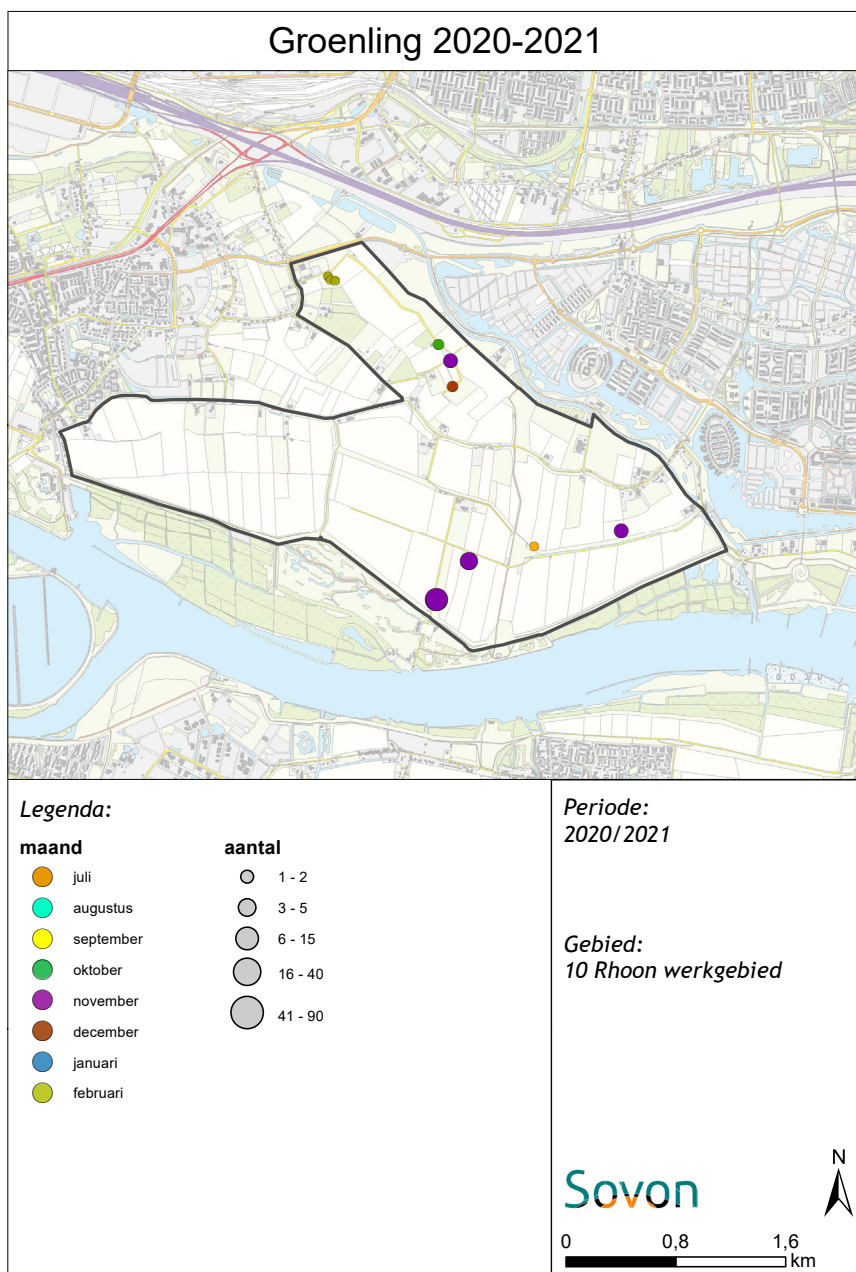 Groenling 2020-2021
Legenda:
maand
juli
augustus
september
oktober
november
december
januari
februari
aantal
1 - 2
3 - 5
6 - 15
16 - 40
41 - 90
Periode:
2020/2021
Gebied:
10 Rhoon werkgebied
Sovon
N
0 0,8 1,6
km